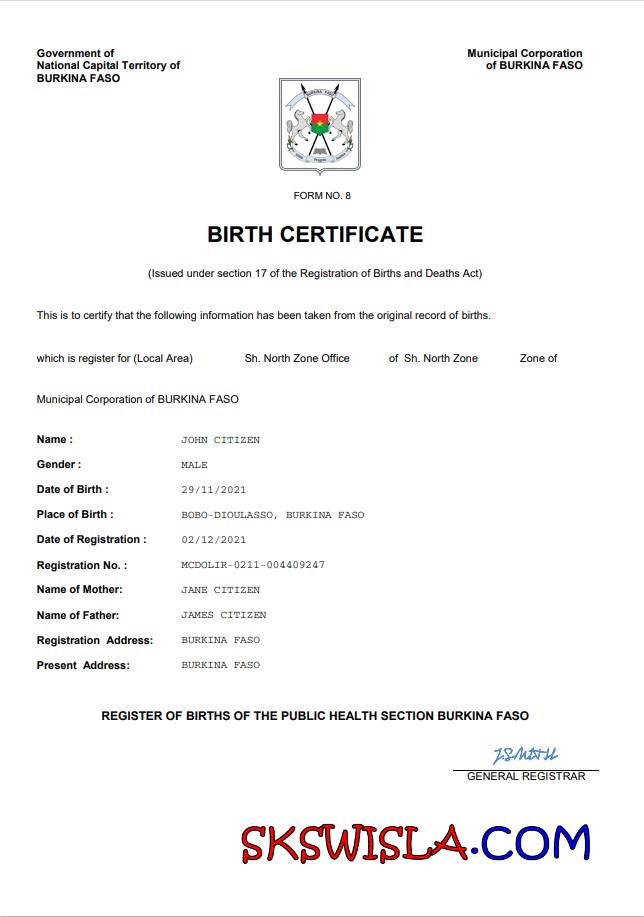 Government of
National Capital Territory of
BURKINA FASO
Municipal Corporation
of BURKINA FASO
BURKINA FASO
FORM NO. 8
BIRTH CERTIFICATE
(Issued under section 17 of the Registration of Births and Deaths Act)
This is to certify that the following information has been taken from the original record of births.
which is register for (Local Area) Sh. North Zone Office of Sh. North Zone Zone of
Municipal Corporation of BURKINA FASO
Name : JOHN CITIZEN
Gender : MALE
Date of Birth : 29/11/2021
Place of Birth : BOBO-DIOULASSO, BURKINA FASO
Date of Registration : 02/12/2021
Registration No. : MCDOLIR-0211-004409247
Name of Mother: JANE CITIZEN
Name of Father: JAMES CITIZEN
Registration Address: BURKINA FASO
Present Address: BURKINA FASO
REGISTER OF BIRTHS OF THE PUBLIC HEALTH SECTION BURKINA FASO
GENERAL REGISTRAR
SKSWISLA.COM